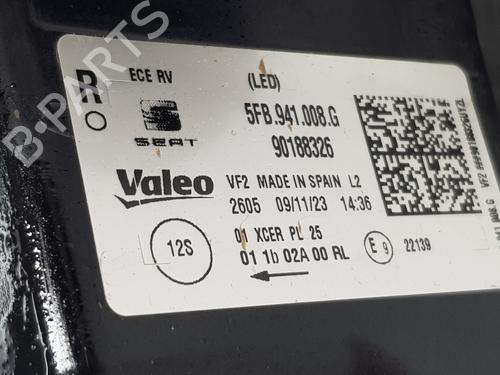 R ECE RV (LED)
5FB.941.008.G
SEAT 90188326
Valeo VF2 MADE IN SPAIN L2
2605 09/11/23 14:36
12S 01 XCER PL 25
01 1b 02A 00 RL E 9 22139
B-PARTS